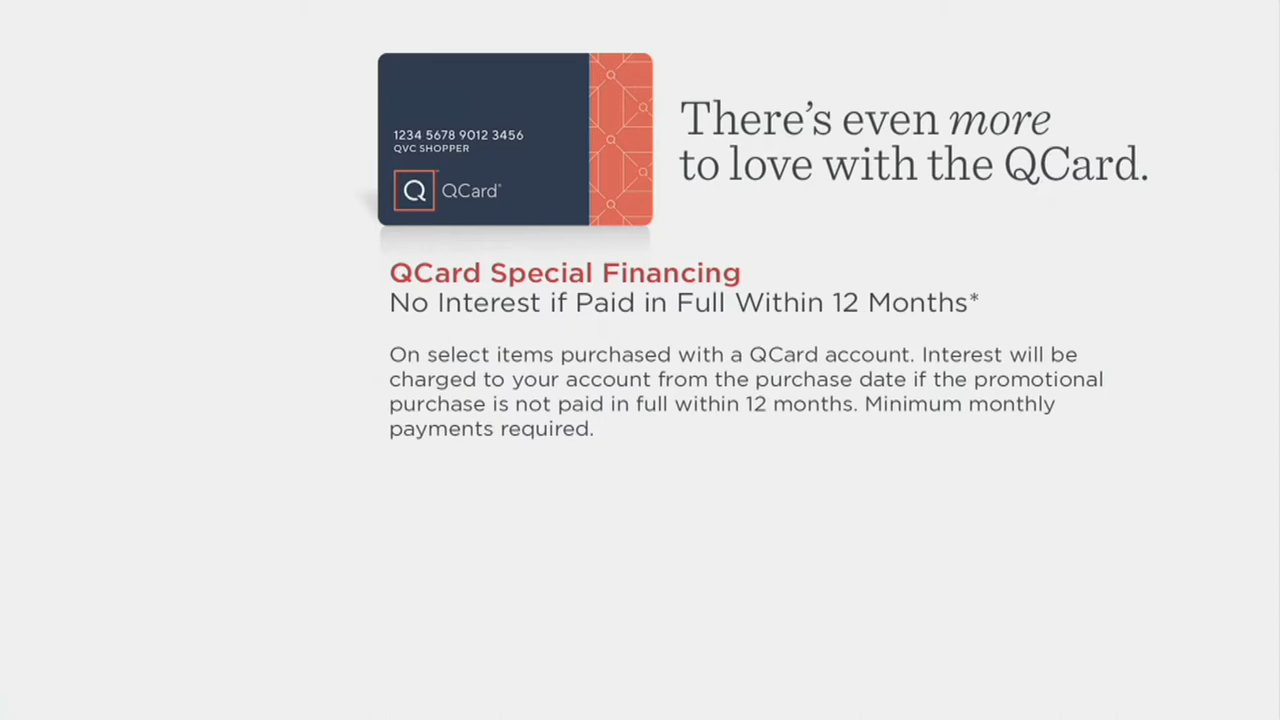 There's even more
to love with the QCard.
1234 5678 9012 3456
QVC SHOPPER
Q QCard®
QCard Special Financing
No Interest if Paid in Full Within 12 Months*
On select items purchased with a QCard account. Interest will be
charged to your account from the purchase date if the promotional
purchase is not paid in full within 12 months. Minimum monthly
payments required.